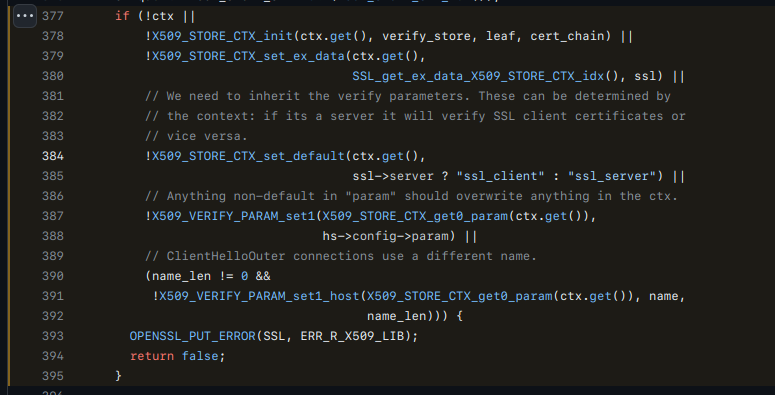 377 if (!ctx ||
378 !X509_STORE_CTX_init(ctx.get(), verify_store, leaf, cert_chain) ||
379 !X509_STORE_CTX_set_ex_data(ctx.get(),
380 SSL_get_ex_data_X509_STORE_CTX_idx(), ssl) ||
381 // We need to inherit the verify parameters. These can be determined by
382 // the context: if its a server it will verify SSL client certificates or
383 // vice versa.
384 !X509_STORE_CTX_set_default(ctx.get(),
385 ssl->server ? "ssl_client" : "ssl_server") ||
386 // Anything non-default in "param" should overwrite anything in the ctx.
387 !X509_VERIFY_PARAM_set1(X509_STORE_CTX_get0_param(ctx.get()),
388 hs->config->param) ||
389 // ClientHelloOuter connections use a different name.
390 (name_len != 0 &&
391 !X509_VERIFY_PARAM_set1_host(X509_STORE_CTX_get0_param(ctx.get()), name,
392 name_len))) {
393 OPENSSL_PUT_ERROR(SSL, ERR_R_X509_LIB);
394 return false;
395 }